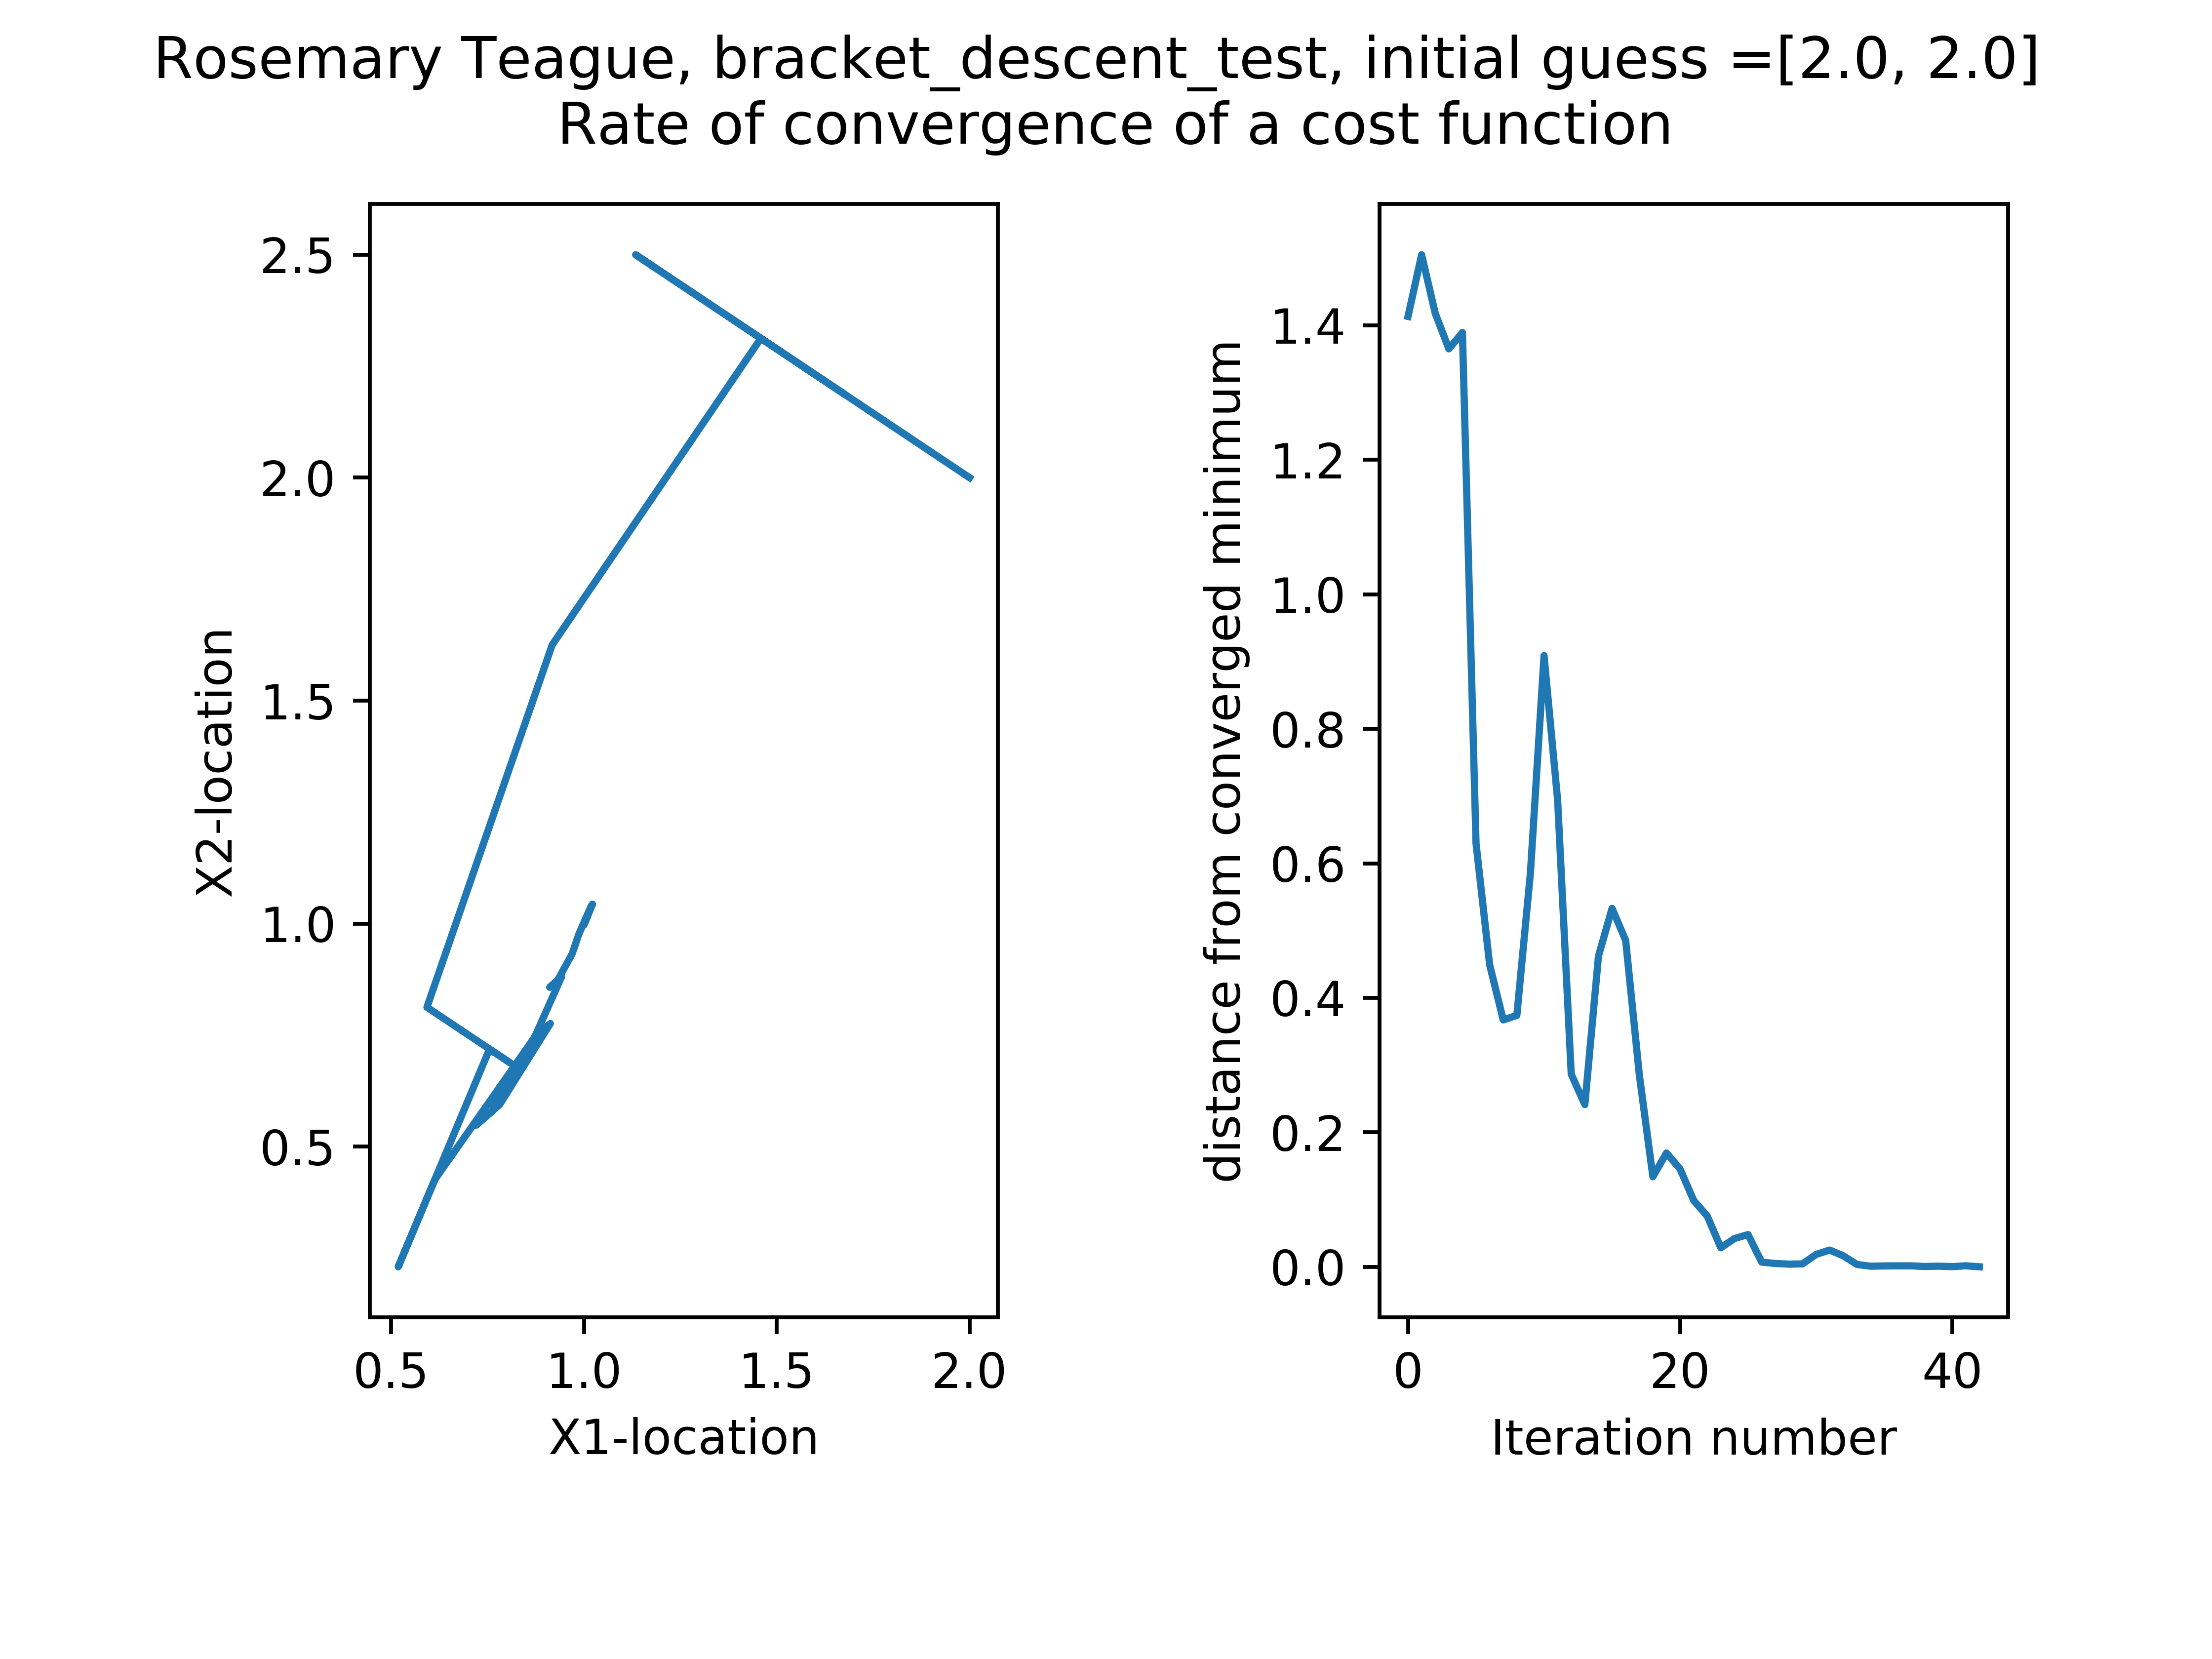 Rosemary Teague, bracket_descent_test, initial guess =[2.0, 2.0]
Rate of convergence of a cost function
X2-location
2.5
2.0
1.5
1.0
0.5
0.5 1.0 1.5 2.0
X1-location
distance from converged minimum
1.4
1.2
1.0
0.8
0.6
0.4
0.2
0.0
0 20 40
Iteration number